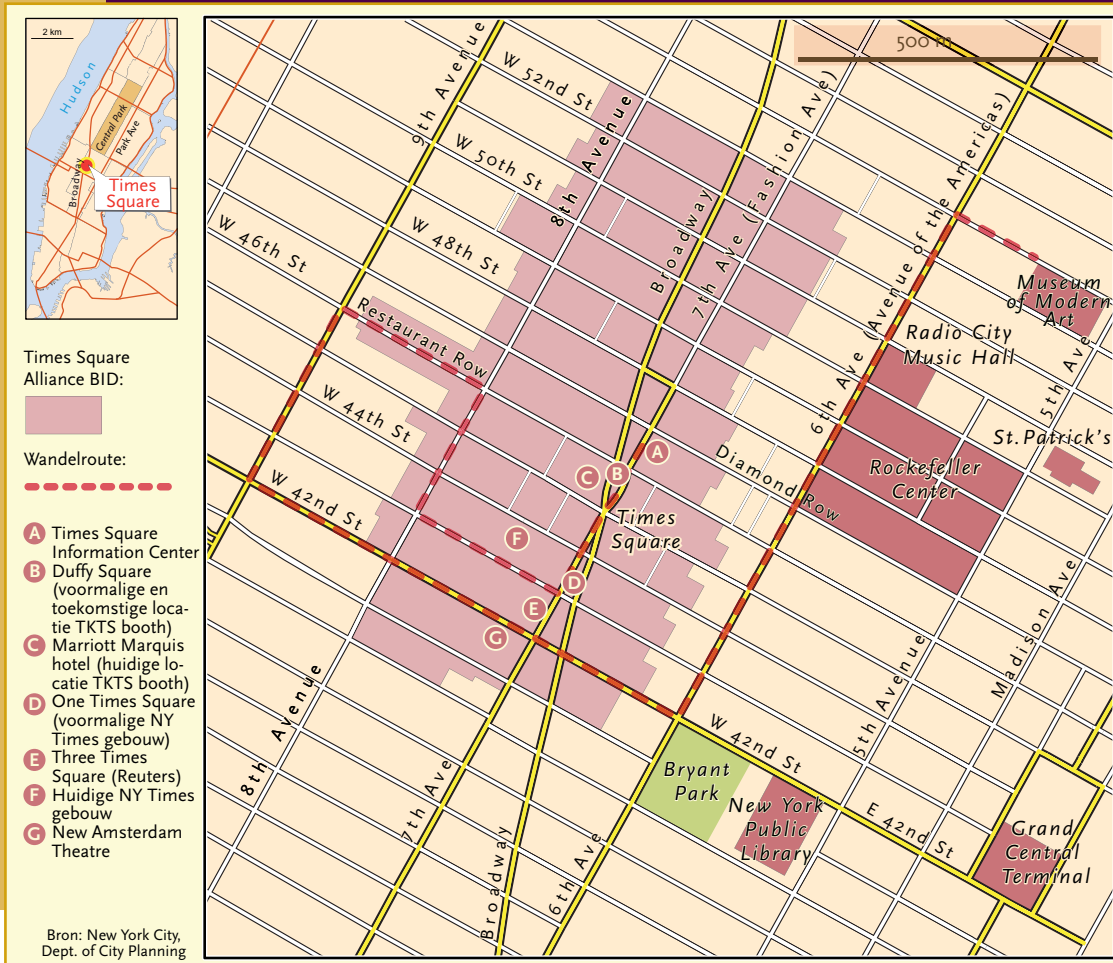 2 km
Hudson
Central Park
Park Ave
Broadway
Times
Square
Times Square
Alliance BID:
Wandelroute:
A Times Square
Information Center
B Duffy Square
(voormalige en
toekomstige loca-
tie TKTS booth)
C Marriott Marquis
hotel (huidige lo-
catie TKTS booth)
D One Times Square
(voormalige NY
Times gebouw)
E Three Times
Square (Reuters)
F Huidige NY Times
gebouw
G New Amsterdam
Theatre
Bron: New York City,
Dept. of City Planning
500 m
9th Avenue
W 52nd St
8th Avenue
W 50th St
Broadway
7th Ave (Fashion Ave)
6th Ave (Avenue of the Americas)
W 48th St
W 46th St
Museum
of Modern
Art
Restaurant Row
Radio City
Music Hall
5th Ave
W 44th St
St. Patrick's
A
Diamond Row
Rockefeller
Center
B
C
W 42nd St
Times
Square
F
D
E
G
Madison Ave
5th Avenue
8th Avenue
W 42nd St
Bryant
Park
New York
Public
Library
E 42nd St
Grand
Central
Terminal
7th Ave
Broadway
6th Ave